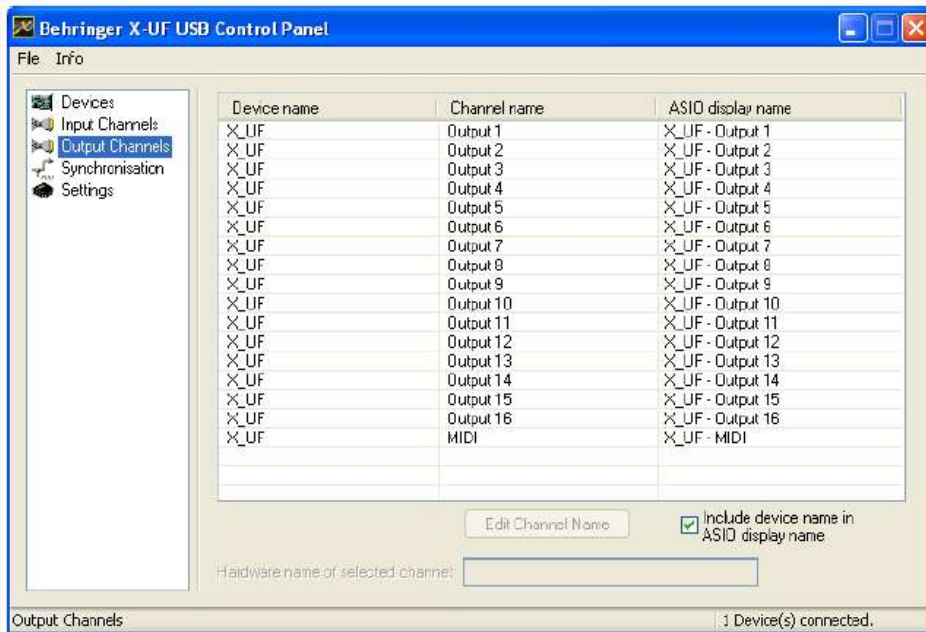 Behringer X-UF USB Control Panel
File Info
Devices
Input Channels
Output Channels
Synchronisation
Settings
Device name Channel name ASIO display name
X_UF Output 1 X_UF - Output 1
X_UF Output 2 X_UF - Output 2
X_UF Output 3 X_UF - Output 3
X_UF Output 4 X_UF - Output 4
X_UF Output 5 X_UF - Output 5
X_UF Output 6 X_UF - Output 6
X_UF Output 7 X_UF - Output 7
X_UF Output 8 X_UF - Output 8
X_UF Output 9 X_UF - Output 9
X_UF Output 10 X_UF - Output 10
X_UF Output 11 X_UF - Output 11
X_UF Output 12 X_UF - Output 12
X_UF Output 13 X_UF - Output 13
X_UF Output 14 X_UF - Output 14
X_UF Output 15 X_UF - Output 15
X_UF Output 16 X_UF - Output 16
X_UF MIDI X_UF - MIDI
Edit Channel Name
Include device name in
ASIO display name
Hardware name of selected channel:
Output Channels 1 Device(s) connected.